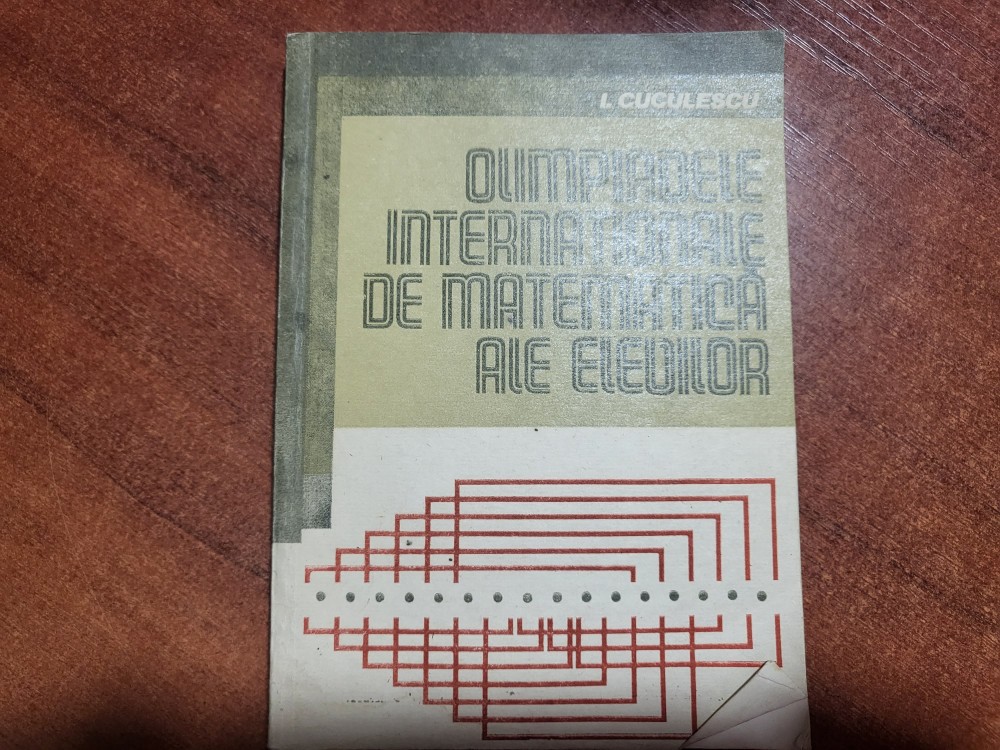 I. CUCULESCU
OLIMPIADELE
INTERNAȚIONALE
DE MATEMATICĂ
ALE ELEVILOR